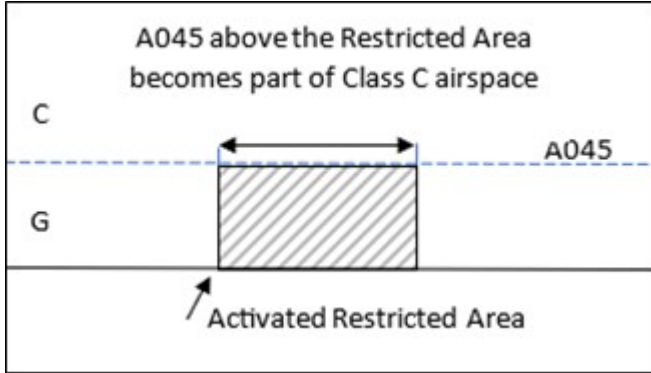 A045 above the Restricted Area
becomes part of Class C airspace
C
A045
G
Activated Restricted Area